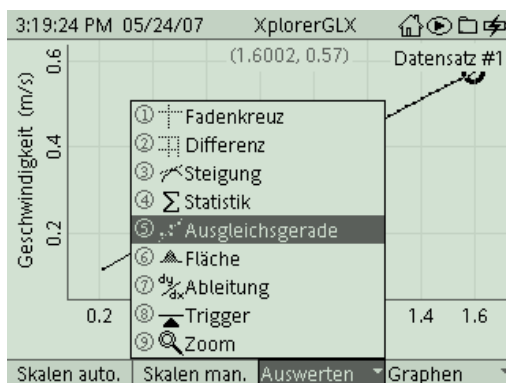 3:19:24 PM 05/24/07 XplorerGLX
(1.6002, 0.57) Datensatz #1
Geschwindigkeit (m/s)
0.6
0.4
0.2
① Fadenkreuz
② Differenz
③ Steigung
④ Σ Statistik
⑤ Ausgleichsgerade
⑥ Fläche
⑦ dy/dx Ableitung
⑧ Trigger
⑨ Zoom
0.2 1.4 1.6
Skalen auto. Skalen man. Auswerten Graphen